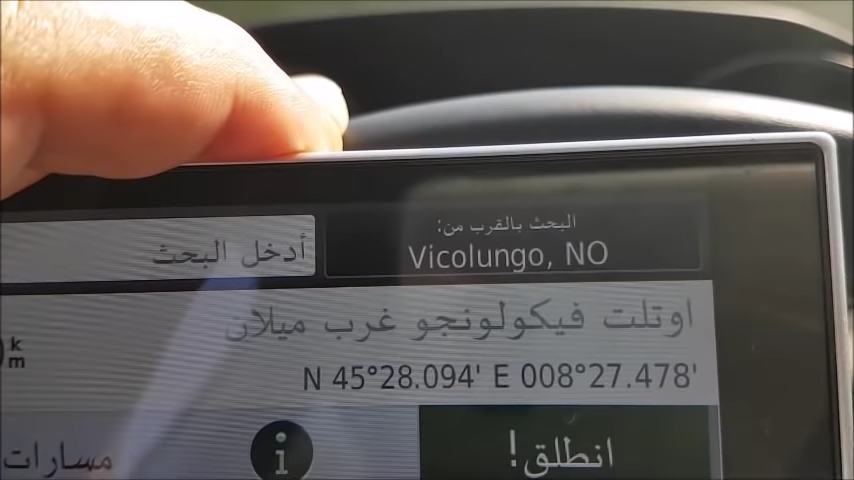 أدخل البحث
البحث بالقرب من:
Vicolungo, NO
اوتلت فيكولونجو غرب ميلان
N 45°28.094' E 008°27.478'
km
مسارات
i
انطلق!